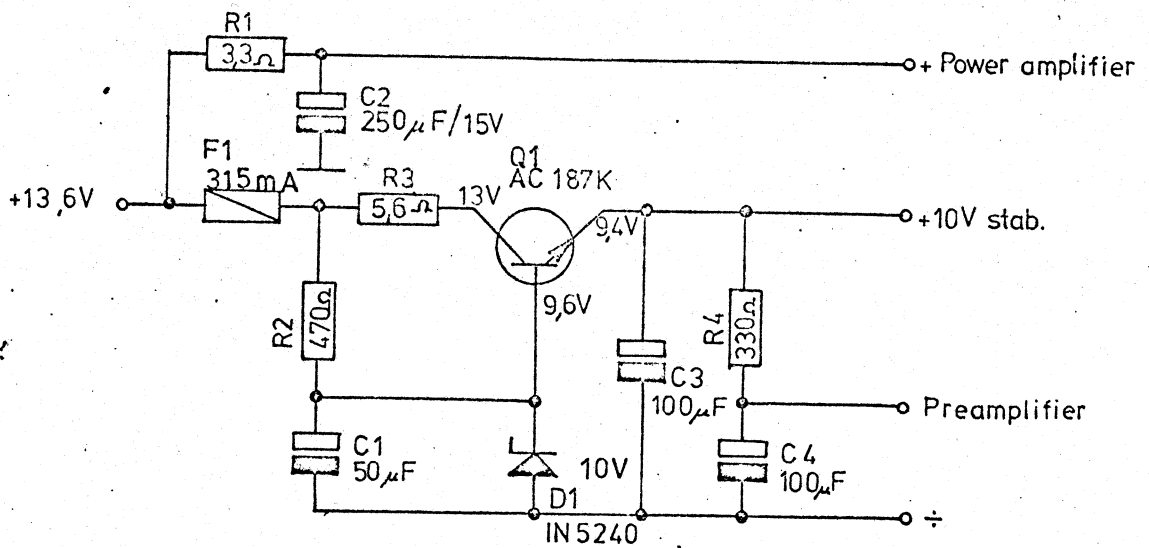 R1
3,3Ω
+ Power amplifier
C2
250µF/15V
F1
315mA
+13,6V
R3
5,6Ω
13V
Q1
AC 187K
9,4V
+10V stab.
9,6V
R2
470Ω
R4
330Ω
C3
100µF
Preamplifier
C1
50µF
10V
D1
IN 5240
C4
100µF
÷